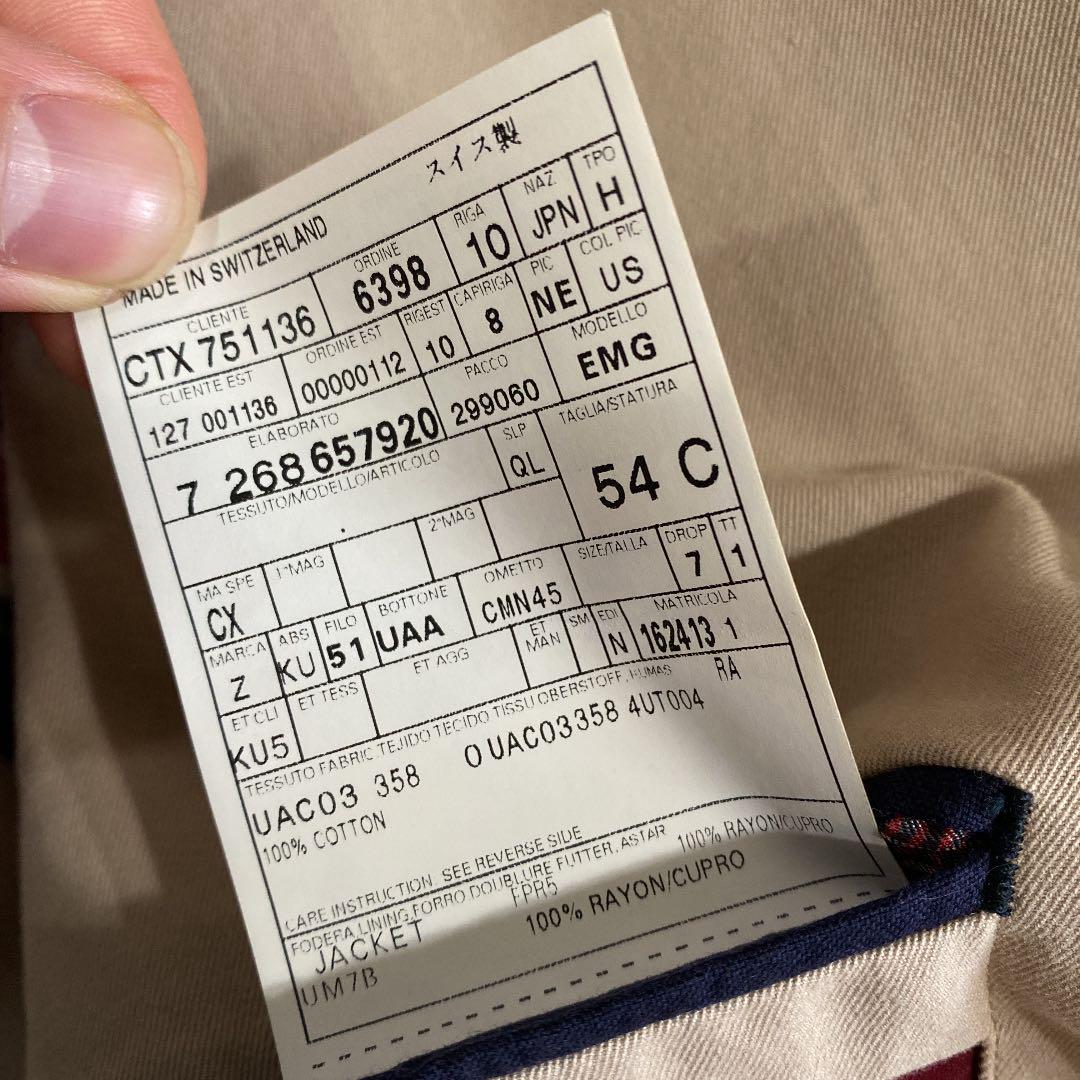 MADE IN SWITZERLAND スイス製
CLIENTE ORDINE RIGA NAZ TPO
CTX 751136 6398 10 JPN H
CLIENTE EST ORDINE EST RIGEST CAPIRIGA PIC COL PIC
127 001136 00000112 10 8 NE US
ELABORATO PACCO MODELLO
7 268657920 299060 EMG
TESSUTO/MODELLO/ARTICOLO SLP TAGLIA/STATURA
QL 54 C
MA SPE 1°MAG 2°MAG SIZE/TALLA DROP TT
CX 7 1
MARCA ABS FILO BOTTONE OMETTO
Z KU 51 UAA CMN45
ET CLI ET TESS ET AGG ET MAN SM EDI MATRICOLA
KU5 N 162413 1
TESSUTO FABRIC TEJIDO TECIDO TISSU OBERSTOFF, RUMAS RA
UAC03 358 0 UAC03358 4UT004
100% COTTON
CARE INSTRUCTION SEE REVERSE SIDE
FODERA, LINING, FORRO DOUBLURE FUTTER, ASTAR 100% RAYON/CUPRO
JACKET FPR5 100% RAYON/CUPRO
UM7B